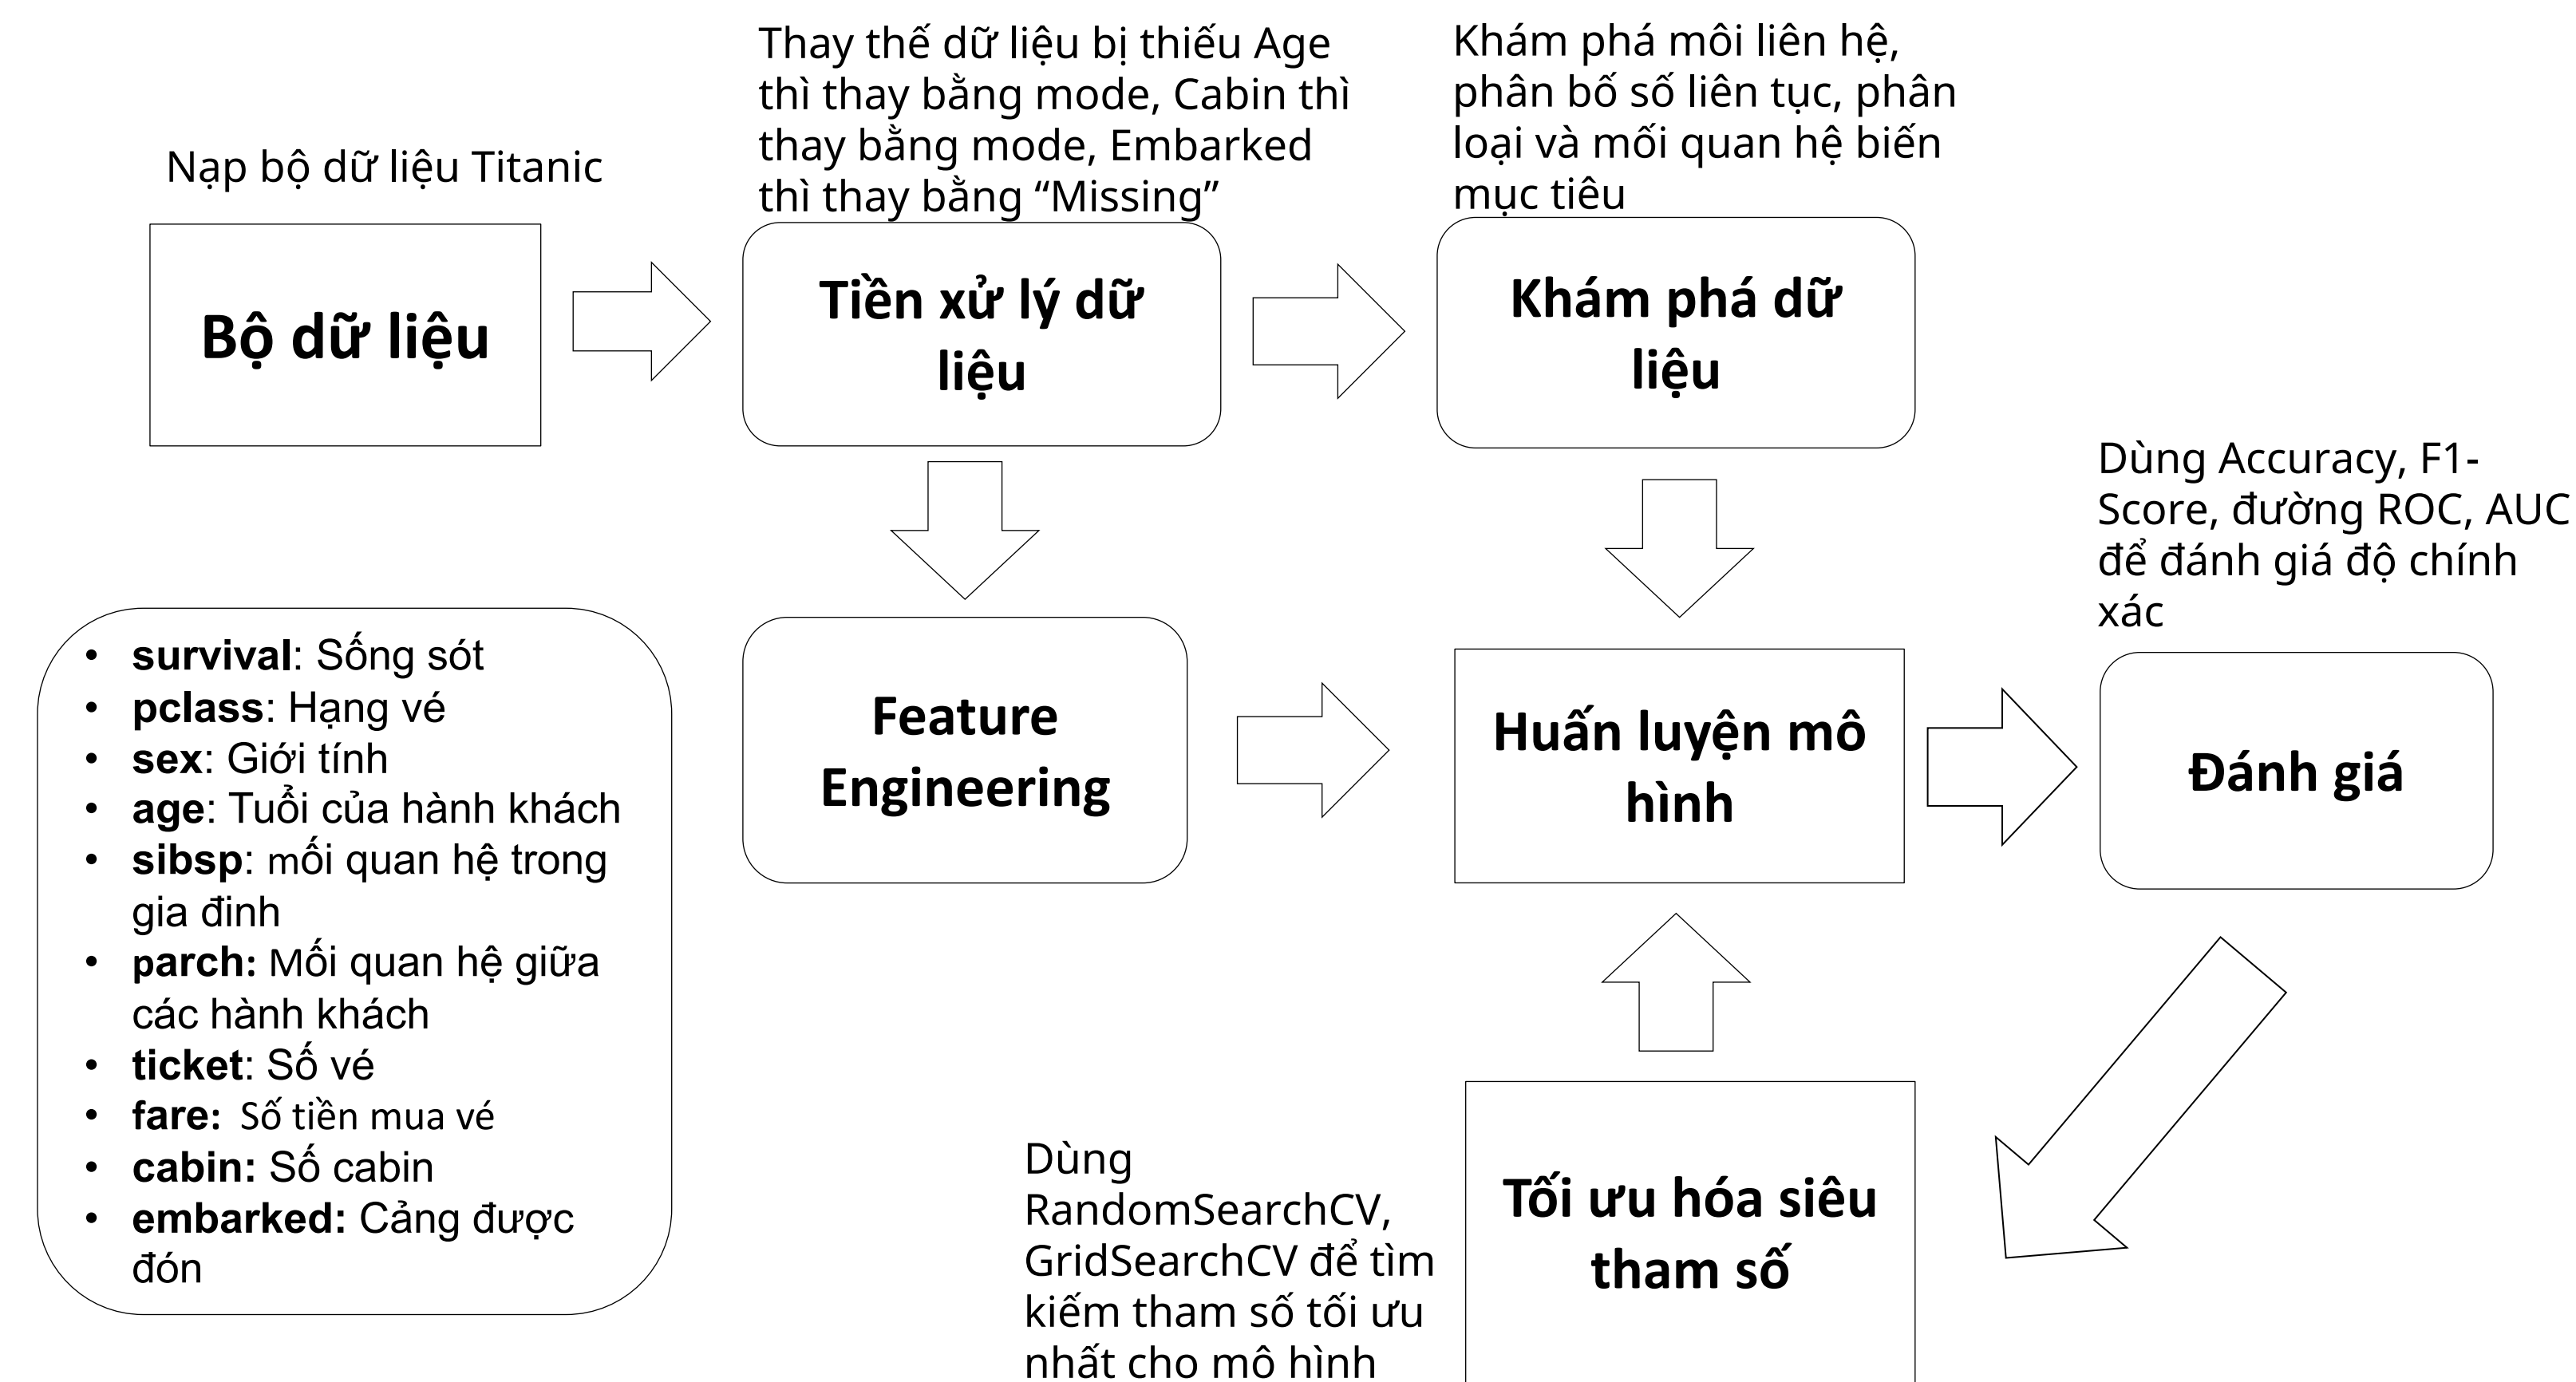 Nạp bộ dữ liệu Titanic
Thay thế dữ liệu bị thiếu Age
thì thay bằng mode, Cabin thì
thay bằng mode, Embarked
thì thay bằng “Missing”
Khám phá môi liên hệ,
phân bố số liên tục, phân
loại và mối quan hệ biến
mục tiêu
Bộ dữ liệu
Tiền xử lý dữ
liệu
Khám phá dữ
liệu
Dùng Accuracy, F1-
Score, đường ROC, AUC
để đánh giá độ chính
xác
• survival: Sống sót
• pclass: Hạng vé
• sex: Giới tính
• age: Tuổi của hành khách
• sibsp: mối quan hệ trong
gia đinh
• parch: Mối quan hệ giữa
các hành khách
• ticket: Số vé
• fare: Số tiền mua vé
• cabin: Số cabin
• embarked: Cảng được
đón
Feature
Engineering
Huấn luyện mô
hình
Đánh giá
Dùng
RandomSearchCV,
GridSearchCV để tìm
kiếm tham số tối ưu
nhất cho mô hình
Tối ưu hóa siêu
tham số